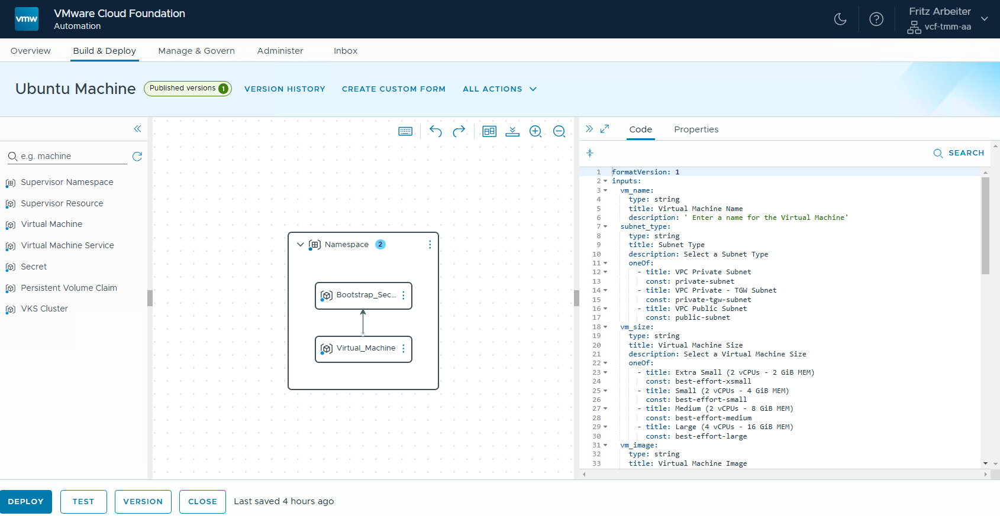 vmw
VMware Cloud Foundation
Automation
Fritz Arbeiter
vcf-tmm-aa
Overview
Build & Deploy
Manage & Govern
Administer
Inbox
Ubuntu Machine
Published versions 1
VERSION HISTORY
CREATE CUSTOM FORM
ALL ACTIONS
e.g. machine
Supervisor Namespace
Supervisor Resource
Virtual Machine
Virtual Machine Service
Secret
Persistent Volume Claim
VKS Cluster
Namespace 2
Bootstrap_Sec...
Virtual_Machine
Code
Properties
SEARCH
1 formatVersion: 1
2 inputs:
3 vm_name:
4 type: string
5 title: Virtual Machine Name
6 description: ' Enter a name for the Virtual Machine'
7 subnet_type:
8 type: string
9 title: Subnet Type
10 description: Select a Subnet Type
11 oneOf:
12 - title: VPC Private Subnet
13 const: private-subnet
14 - title: VPC Private - TGW Subnet
15 const: private-tgw-subnet
16 - title: VPC Public Subnet
17 const: public-subnet
18 vm_size:
19 type: string
20 title: Virtual Machine Size
21 description: Select a Virtual Machine Size
22 oneOf:
23 - title: Extra Small (2 vCPUs - 2 GiB MEM)
24 const: best-effort-xsmall
25 - title: Small (2 vCPUs - 4 GiB MEM)
26 const: best-effort-small
27 - title: Medium (2 vCPUs - 8 GiB MEM)
28 const: best-effort-medium
29 - title: Large (4 vCPUs - 16 GiB MEM)
30 const: best-effort-large
31 vm_image:
32 type: string
33 title: Virtual Machine Image
DEPLOY
TEST
VERSION
CLOSE
Last saved 4 hours ago